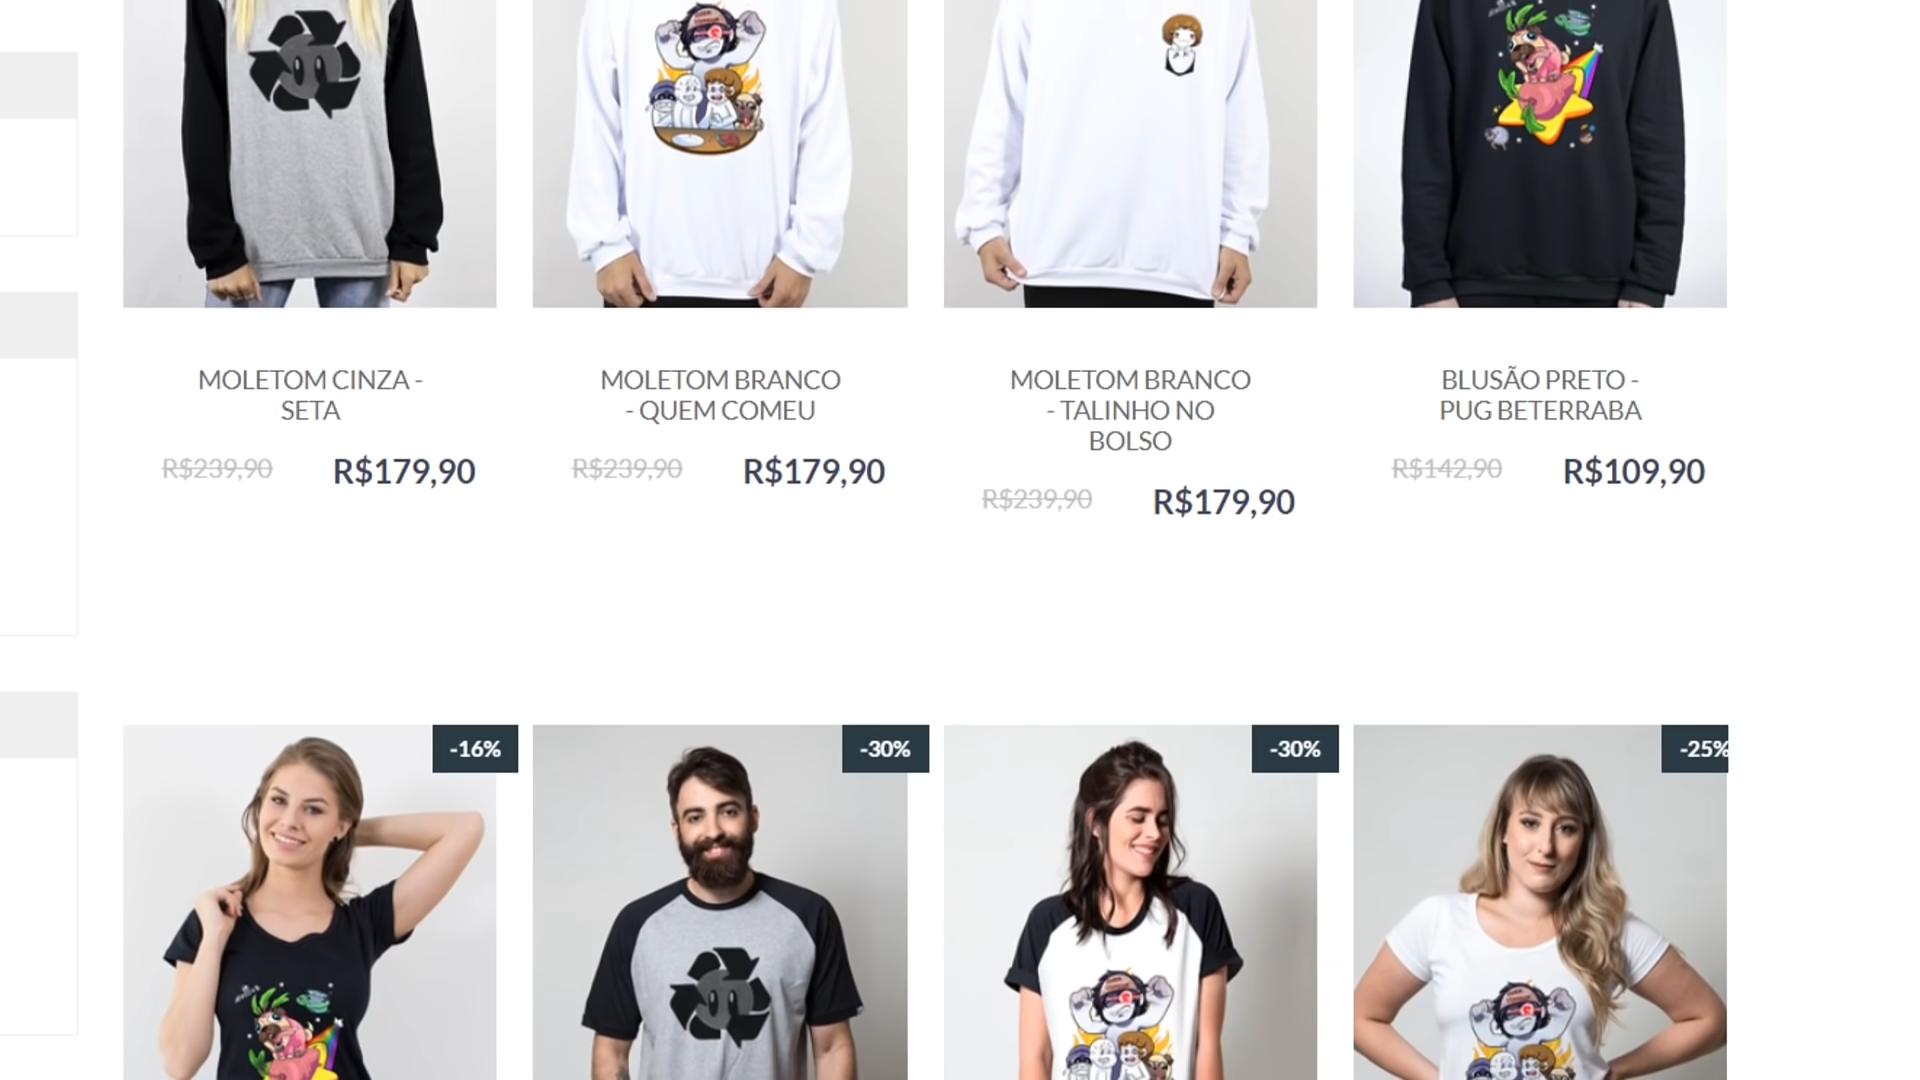 MOLETOM CINZA -
SETA
R$239,90 R$179,90
MOLETOM BRANCO
- QUEM COMEU
R$239,90 R$179,90
MOLETOM BRANCO
- TALINHO NO
BOLSO
R$239,90 R$179,90
BLUSÃO PRETO -
PUG BETERRABA
R$142,90 R$109,90
-16%
-30%
-30%
-25%